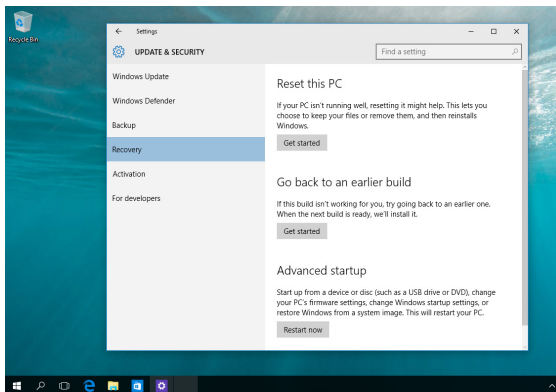 Recycle Bin
Settings
UPDATE & SECURITY
Find a setting
Windows Update
Windows Defender
Backup
Recovery
Activation
For developers
Reset this PC
If your PC isn't running well, resetting it might help. This lets you
choose to keep your files or remove them, and then reinstalls
Windows.
Get started
Go back to an earlier build
If this build isn't working for you, try going back to an earlier one.
When the next build is ready, we'll install it.
Get started
Advanced startup
Start up from a device or disc (such as a USB drive or DVD), change
your PC's firmware settings, change Windows startup settings, or
restore Windows from a system image. This will restart your PC.
Restart now